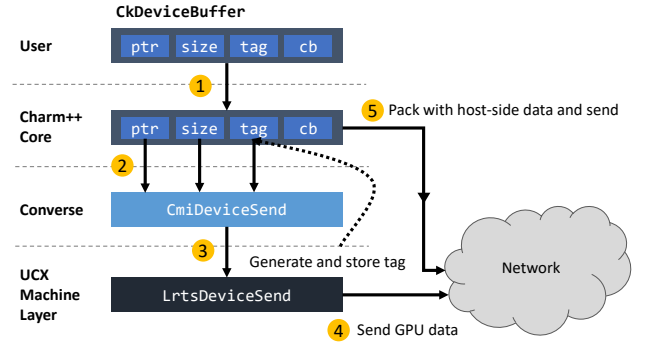 CkDeviceBuffer
User
ptr size tag cb
1
Charm++
Core
ptr size tag cb
5 Pack with host-side data and send
2
Converse
CmiDeviceSend
3
Generate and store tag
Network
UCX
Machine
Layer
LrtsDeviceSend
4 Send GPU data